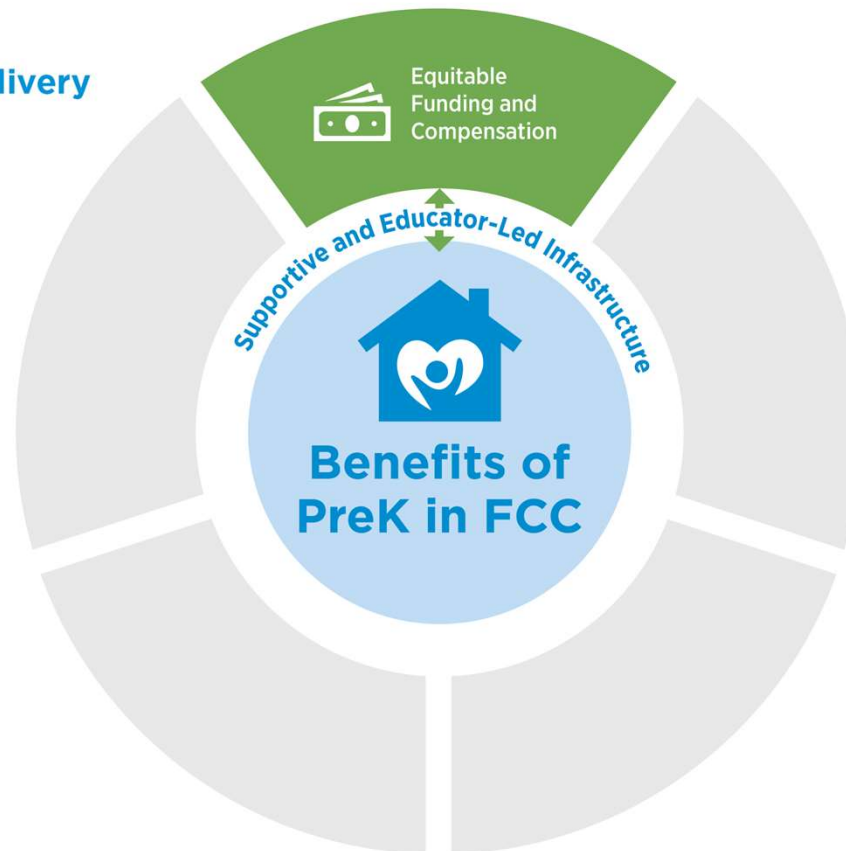 livery
Equitable
Funding and
Compensation
Supportive and Educator-Led Infrastructure
Benefits of
PreK in FCC